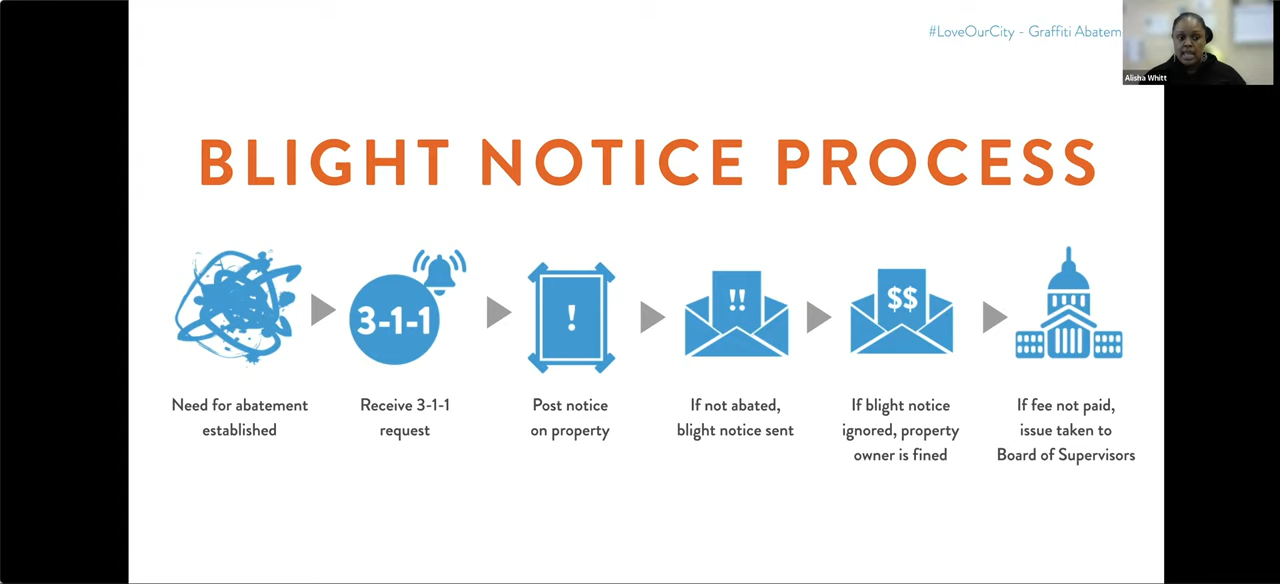 #LoveOurCity - Graffiti Abatem
Alisha Whitt
BLIGHT NOTICE PROCESS
3-1-1
!
!!
$$
Need for abatement
established
Receive 3-1-1
request
Post notice
on property
If not abated,
blight notice sent
If blight notice
ignored, property
owner is fined
If fee not paid,
issue taken to
Board of Supervisors